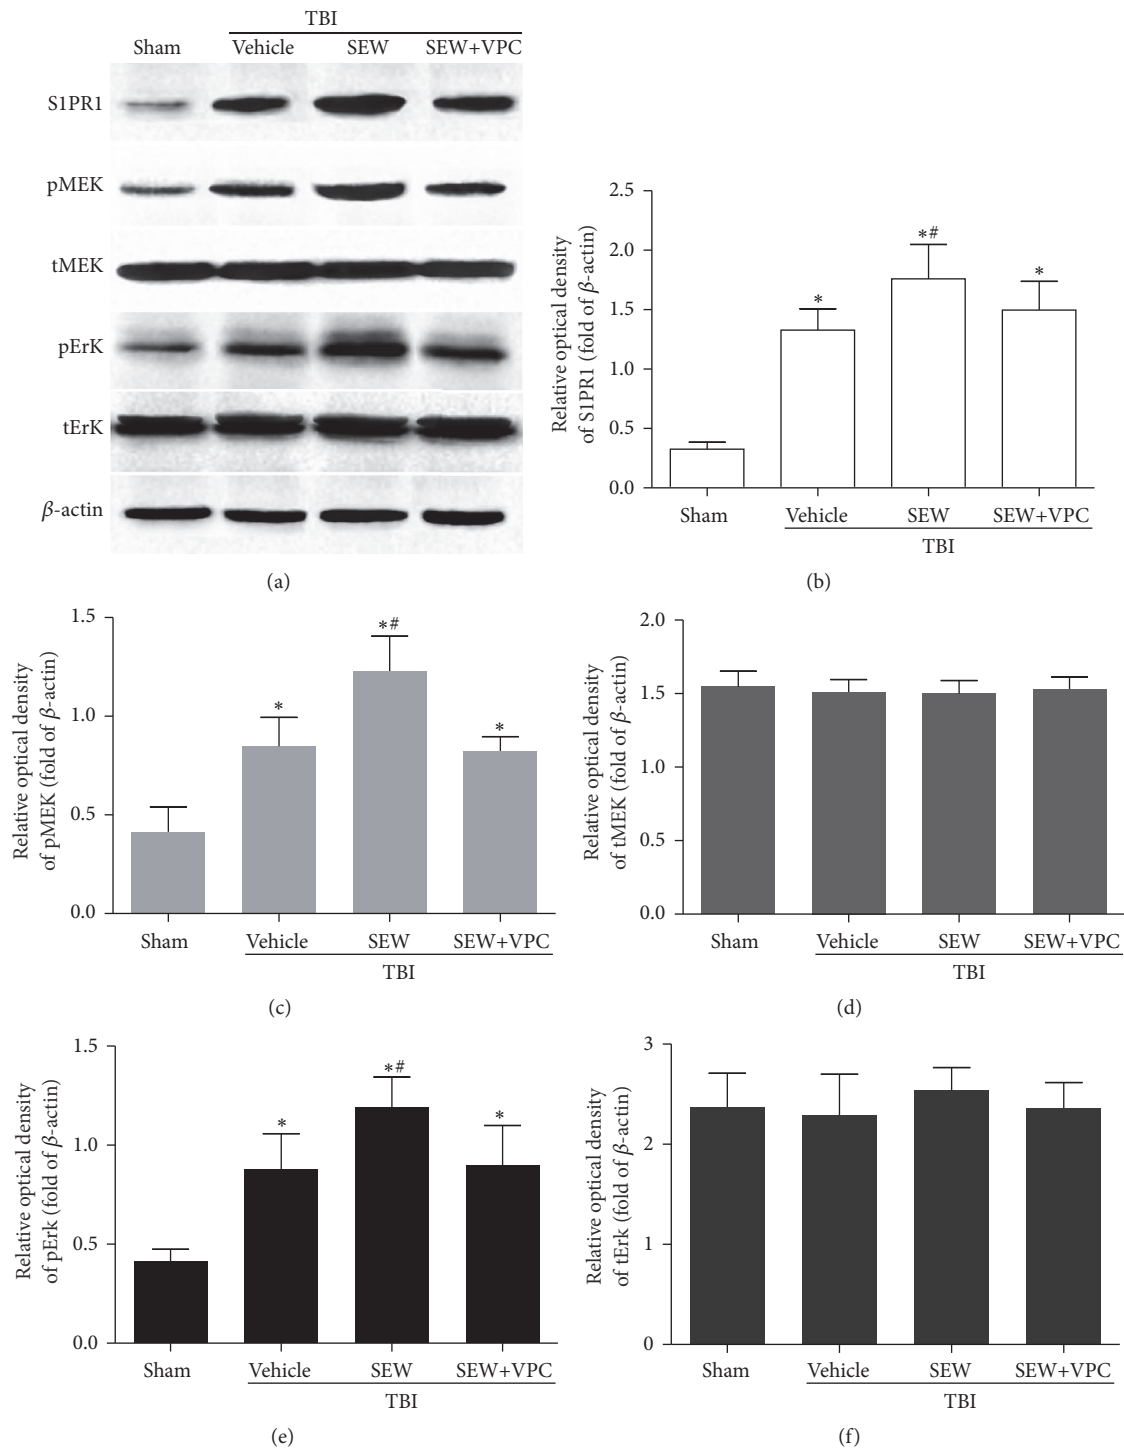 TBI
Sham Vehicle SEW SEW+VPC
S1PR1
pMEK
tMEK
pErK
tErK
β-actin
(a)
Relative optical density
of S1PR1 (fold of β-actin)
2.5
2.0
1.5
1.0
0.5
0.0
*
*#
*
Sham Vehicle SEW SEW+VPC
TBI
(b)
Relative optical density
of pMEK (fold of β-actin)
1.5
1.0
0.5
0.0
*
*#
*
Sham Vehicle SEW SEW+VPC
TBI
(c)
Relative optical density
of tMEK (fold of β-actin)
2.0
1.5
1.0
0.5
0.0
Sham Vehicle SEW SEW+VPC
TBI
(d)
Relative optical density
of pErk (fold of β-actin)
1.5
1.0
0.5
0.0
*
*#
*
Sham Vehicle SEW SEW+VPC
TBI
(e)
Relative optical density
of tErk (fold of β-actin)
3
2
1
0
Sham Vehicle SEW SEW+VPC
TBI
(f)